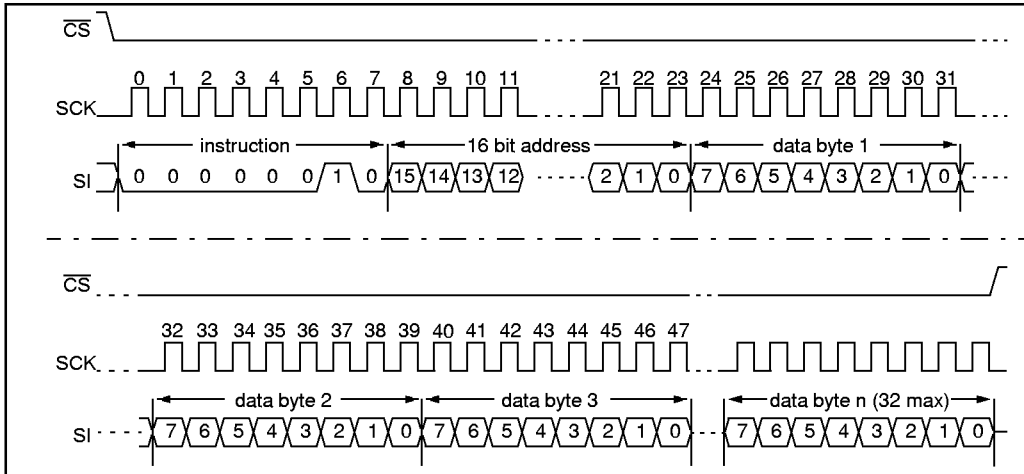 CS
0 1 2 3 4 5 6 7 8 9 10 11 21 22 23 24 25 26 27 28 29 30 31
SCK
instruction 16 bit address data byte 1
SI 0 0 0 0 0 0 1 0 15 14 13 12 2 1 0 7 6 5 4 3 2 1 0
CS
32 33 34 35 36 37 38 39 40 41 42 43 44 45 46 47
SCK
data byte 2 data byte 3 data byte n (32 max)
SI 7 6 5 4 3 2 1 0 7 6 5 4 3 2 1 0 7 6 5 4 3 2 1 0